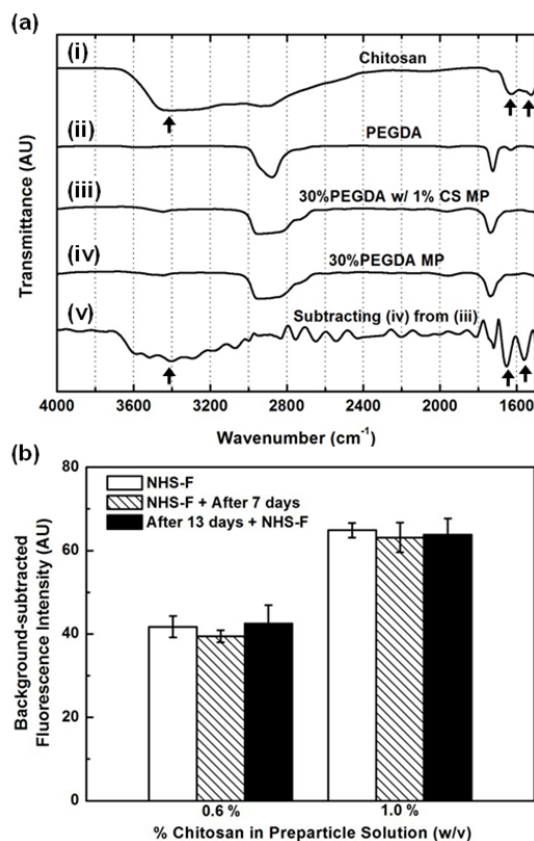 (a)
(i)
Chitosan
(ii)
PEGDA
(iii)
30%PEGDA w/ 1% CS MP
(iv)
30%PEGDA MP
(v)
Subtracting (iv) from (iii)
Transmittance (AU)
4000 3600 3200 2800 2400 2000 1600
Wavenumber (cm⁻¹)
(b)
80
60
40
20
0
Background-subtracted
Fluorescence Intensity (AU)
NHS-F
NHS-F + After 7 days
After 13 days + NHS-F
0.6 % 1.0 %
% Chitosan in Preparticle Solution (w/v)